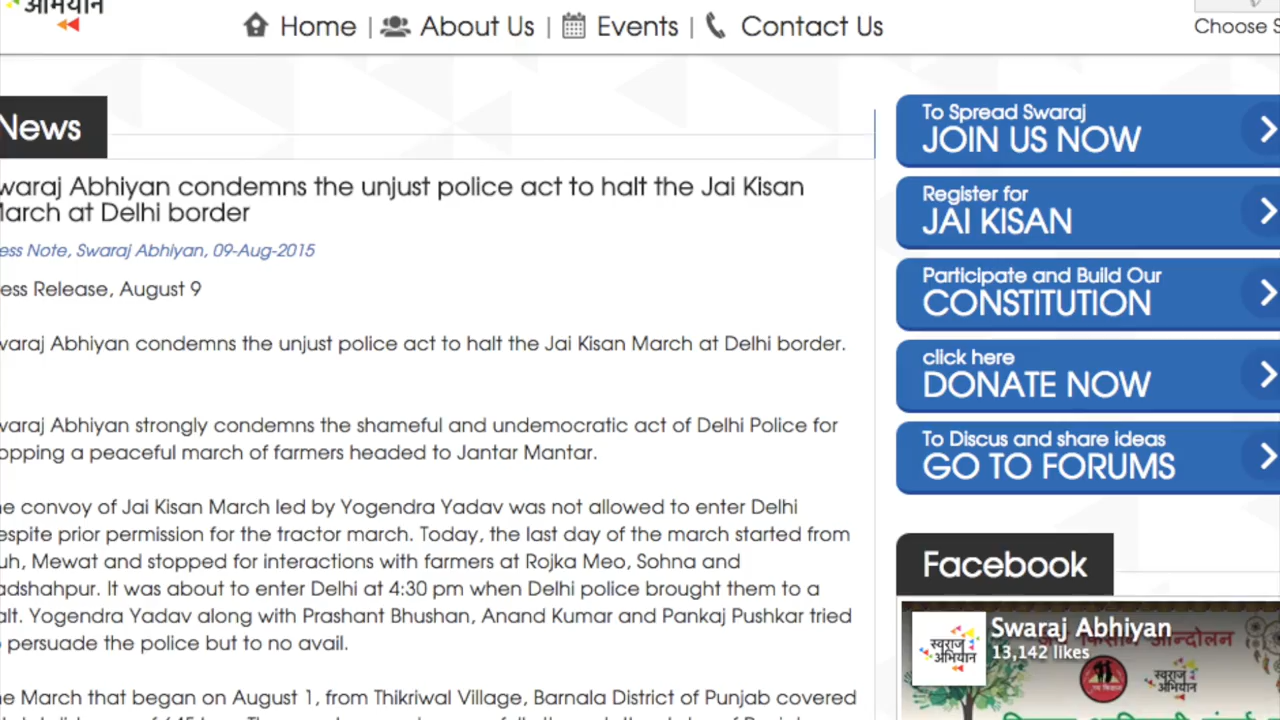 अभियान
Home | About Us | Events | Contact Us
Choose S
News
waraj Abhiyan condemns the unjust police act to halt the Jai Kisan
March at Delhi border
ess Note, Swaraj Abhiyan, 09-Aug-2015
ess Release, August 9
waraj Abhiyan condemns the unjust police act to halt the Jai Kisan March at Delhi border.
waraj Abhiyan strongly condemns the shameful and undemocratic act of Delhi Police for
opping a peaceful march of farmers headed to Jantar Mantar.
he convoy of Jai Kisan March led by Yogendra Yadav was not allowed to enter Delhi
espite prior permission for the tractor march. Today, the last day of the march started from
uh, Mewat and stopped for interactions with farmers at Rojka Meo, Sohna and
adshahpur. It was about to enter Delhi at 4:30 pm when Delhi police brought them to a
alt. Yogendra Yadav along with Prashant Bhushan, Anand Kumar and Pankaj Pushkar tried
persuade the police but to no avail.
he March that began on August 1, from Thikriwal Village, Barnala District of Punjab covered
To Spread Swaraj
JOIN US NOW
Register for
JAI KISAN
Participate and Build Our
CONSTITUTION
click here
DONATE NOW
To Discus and share ideas
GO TO FORUMS
Facebook
Swaraj Abhiyan
13,142 likes
स्वराज
अभियान
किसान आन्दोलन
स्वराज
अभियान